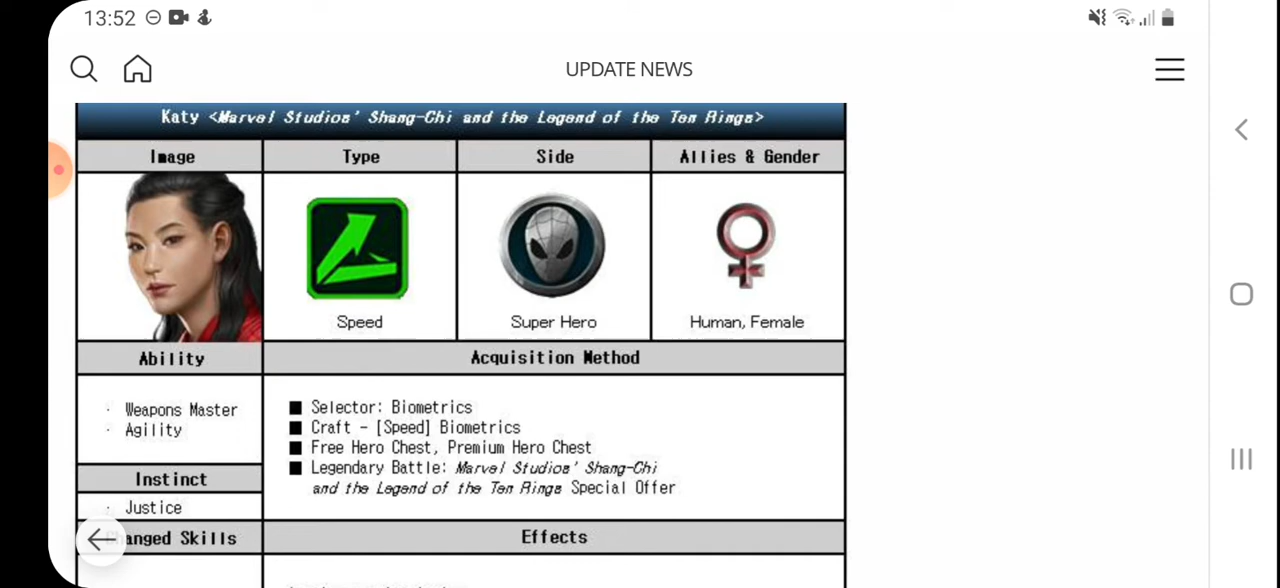 13:52
UPDATE NEWS
Katy <Marvel Studios' Shang-Chi and the Legend of the Ten Rings>
Image Type Side Allies & Gender
Speed Super Hero Human, Female
Ability Acquisition Method
· Weapons Master
· Agility
■ Selector: Biometrics
■ Craft - [Speed] Biometrics
■ Free Hero Chest, Premium Hero Chest
■ Legendary Battle: Marvel Studios' Shang-Chi
and the Legend of the Ten Rings Special Offer
Instinct
· Justice
hanged Skills Effects